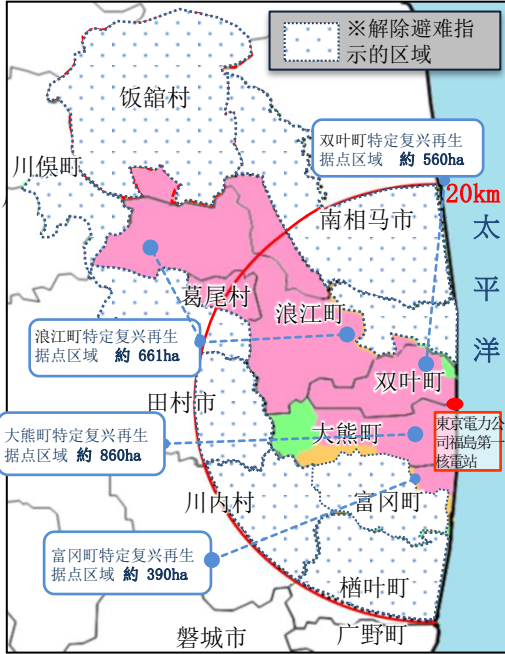 ※解除避难指
示的区域
饭舘村
双叶町特定复兴再生
据点区域 约 560ha
川俣町
20km
南相马市
太
平
洋
葛尾村
浪江町
浪江町特定复兴再生
据点区域 約 661ha
双叶町
田村市
大熊町
東京電力公
司福島第一
核電站
大熊町特定复兴再生
据点区域 約 860ha
川内村
富冈町
富冈町特定复兴再生
据点区域 約 390ha
楢叶町
磐城市
广野町